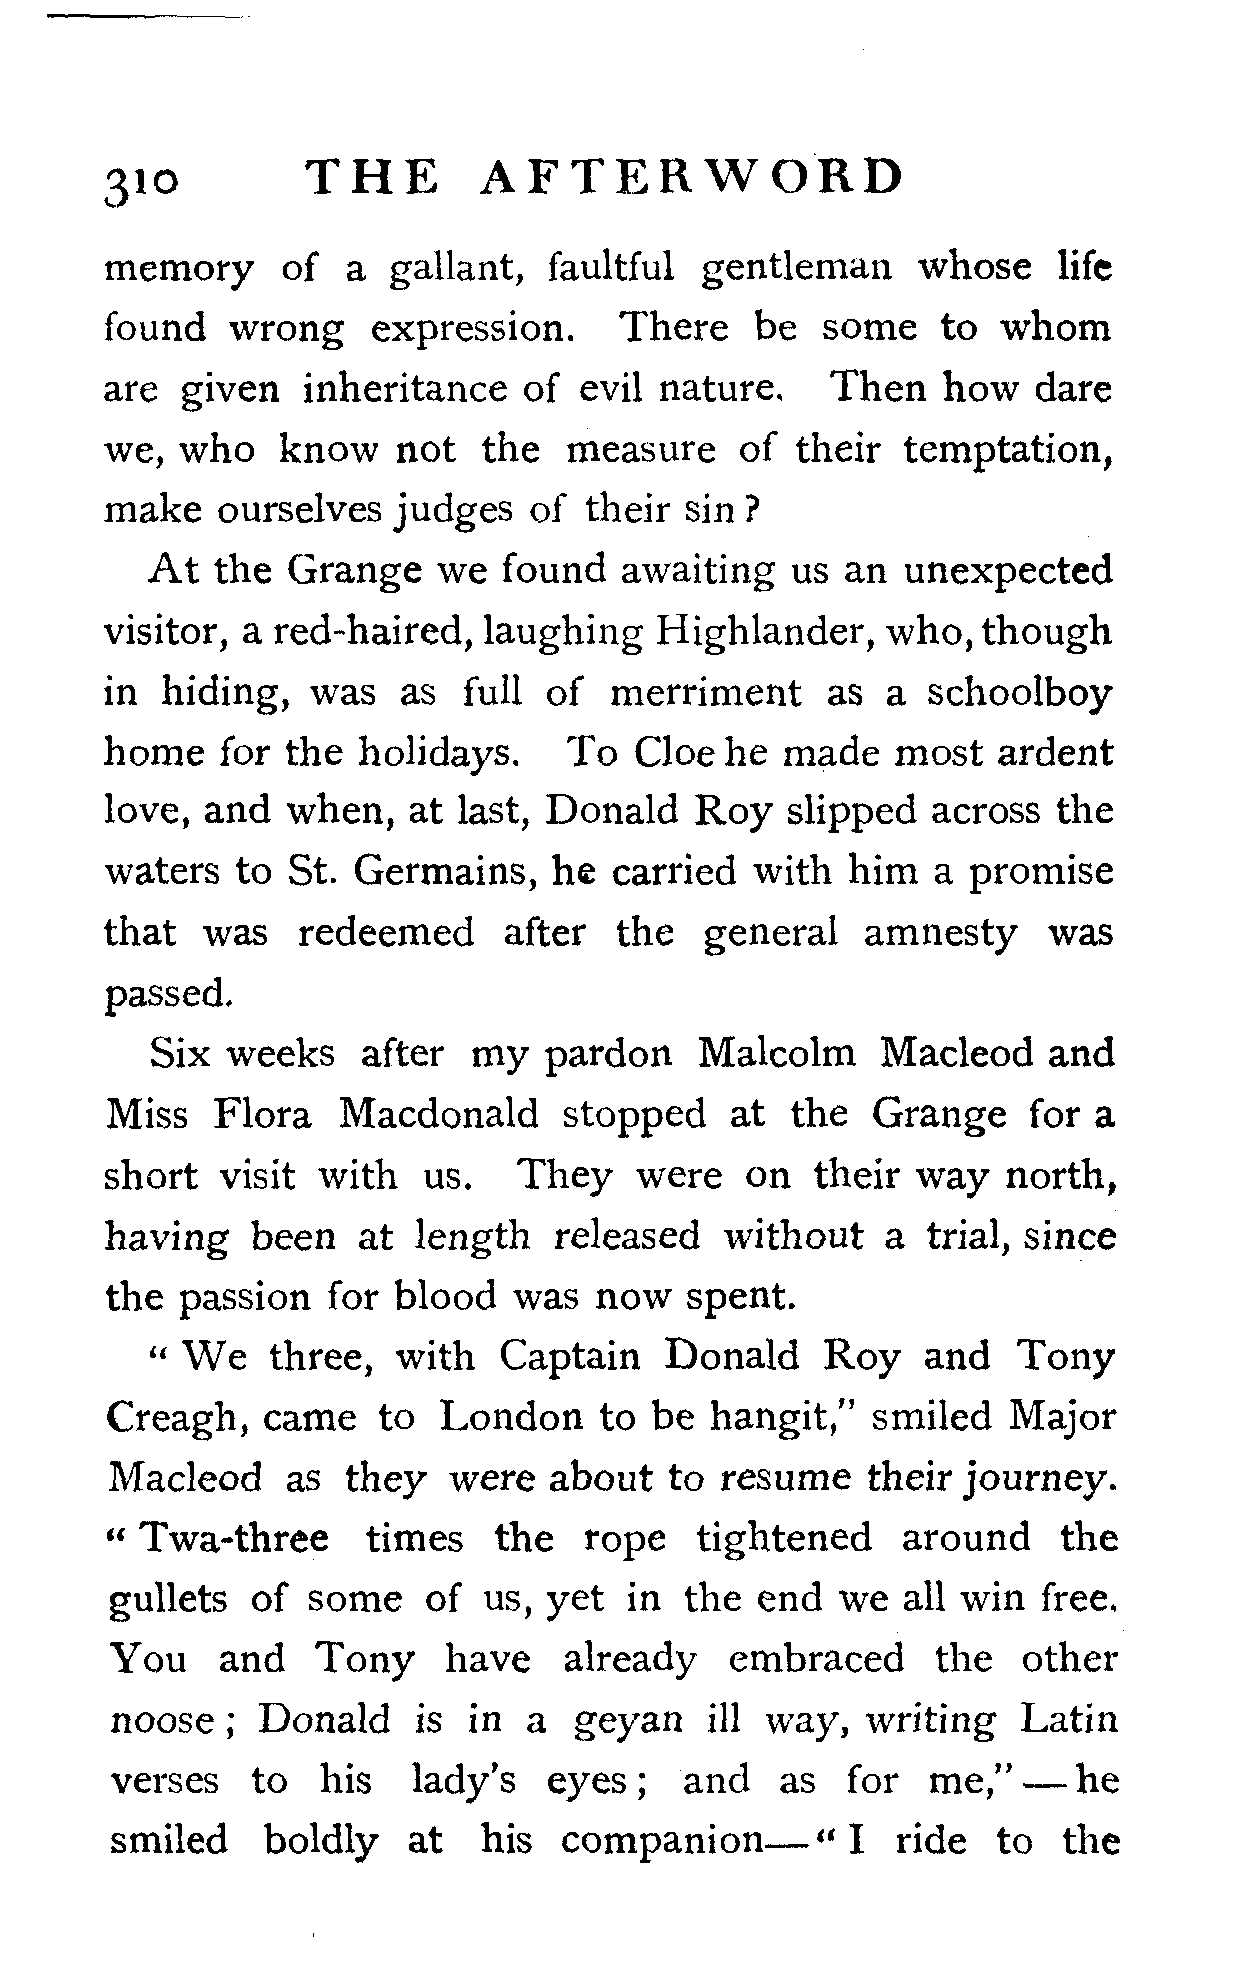 310 THE AFTERWORD
memory of a gallant, faultful gentleman whose life
found wrong expression. There be some to whom
are given inheritance of evil nature. Then how dare
we, who know not the measure of their temptation,
make ourselves judges of their sin ?
At the Grange we found awaiting us an unexpected
visitor, a red-haired, laughing Highlander, who, though
in hiding, was as full of merriment as a schoolboy
home for the holidays. To Cloe he made most ardent
love, and when, at last, Donald Roy slipped across the
waters to St. Germains, he carried with him a promise
that was redeemed after the general amnesty was
passed.
Six weeks after my pardon Malcolm Macleod and
Miss Flora Macdonald stopped at the Grange for a
short visit with us. They were on their way north,
having been at length released without a trial, since
the passion for blood was now spent.
“ We three, with Captain Donald Roy and Tony
Creagh, came to London to be hangit,” smiled Major
Macleod as they were about to resume their journey.
“ Twa-three times the rope tightened around the
gullets of some of us, yet in the end we all win free.
You and Tony have already embraced the other
noose ; Donald is in a geyan ill way, writing Latin
verses to his lady’s eyes ; and as for me,” — he
smiled boldly at his companion— “ I ride to the